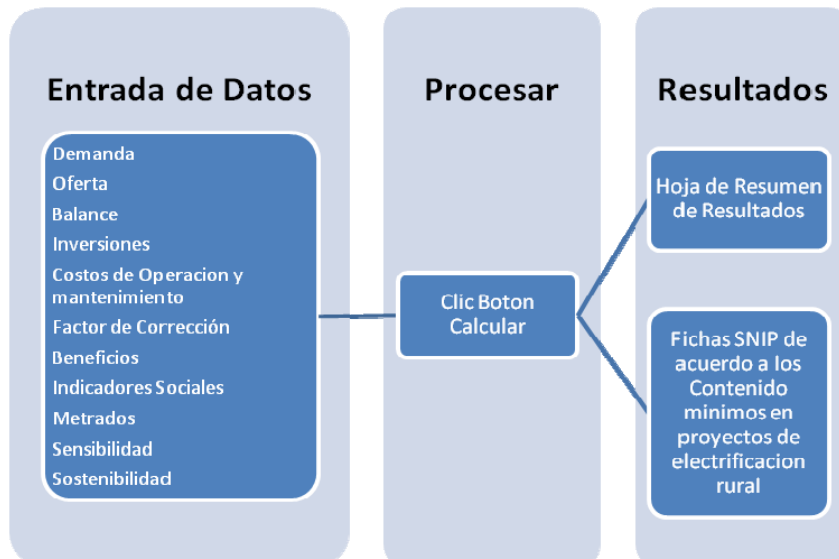 Entrada de Datos
Demanda
Oferta
Balance
Inversiones
Costos de Operacion y
mantenimiento
Factor de Corrección
Beneficios
Indicadores Sociales
Metrados
Sensibilidad
Sostenibilidad
Procesar
Clic Boton
Calcular
Resultados
Hoja de Resumen
de Resultados
Fichas SNIP de
acuerdo a los
Contenido
minimos en
proyectos de
electrificacion
rural